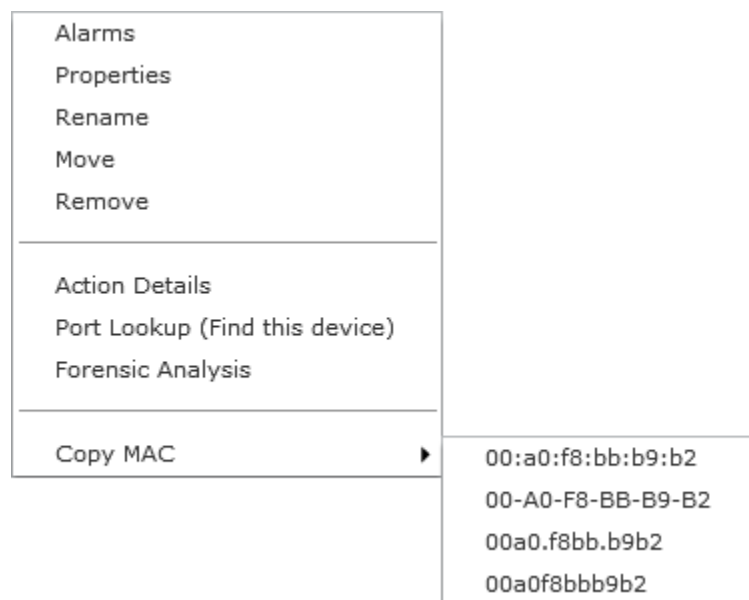 Alarms
Properties
Rename
Move
Remove
Action Details
Port Lookup (Find this device)
Forensic Analysis
Copy MAC
00:a0:f8:bb:b9:b2
00-A0-F8-BB-B9-B2
00a0.f8bb.b9b2
00a0f8bbb9b2